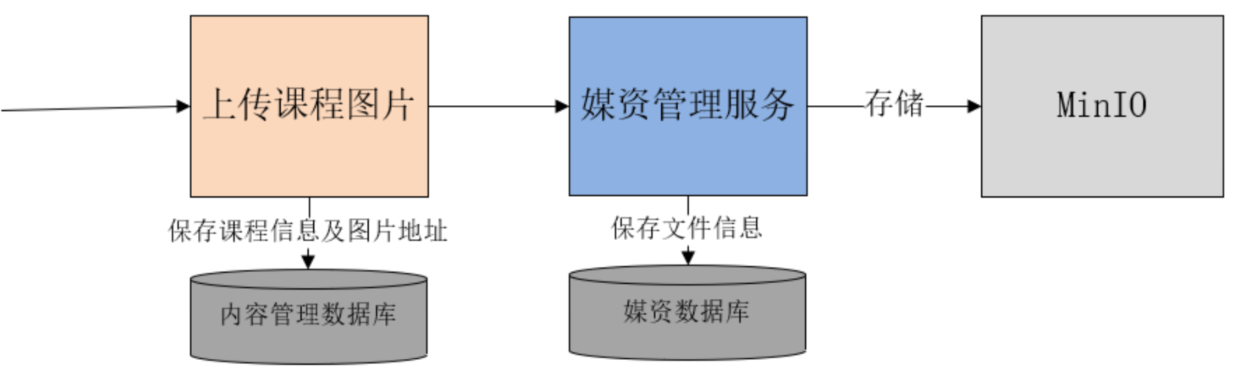 上传课程图片
媒资管理服务
存储
MinIO
保存课程信息及图片地址
保存文件信息
内容管理数据库
媒资数据库